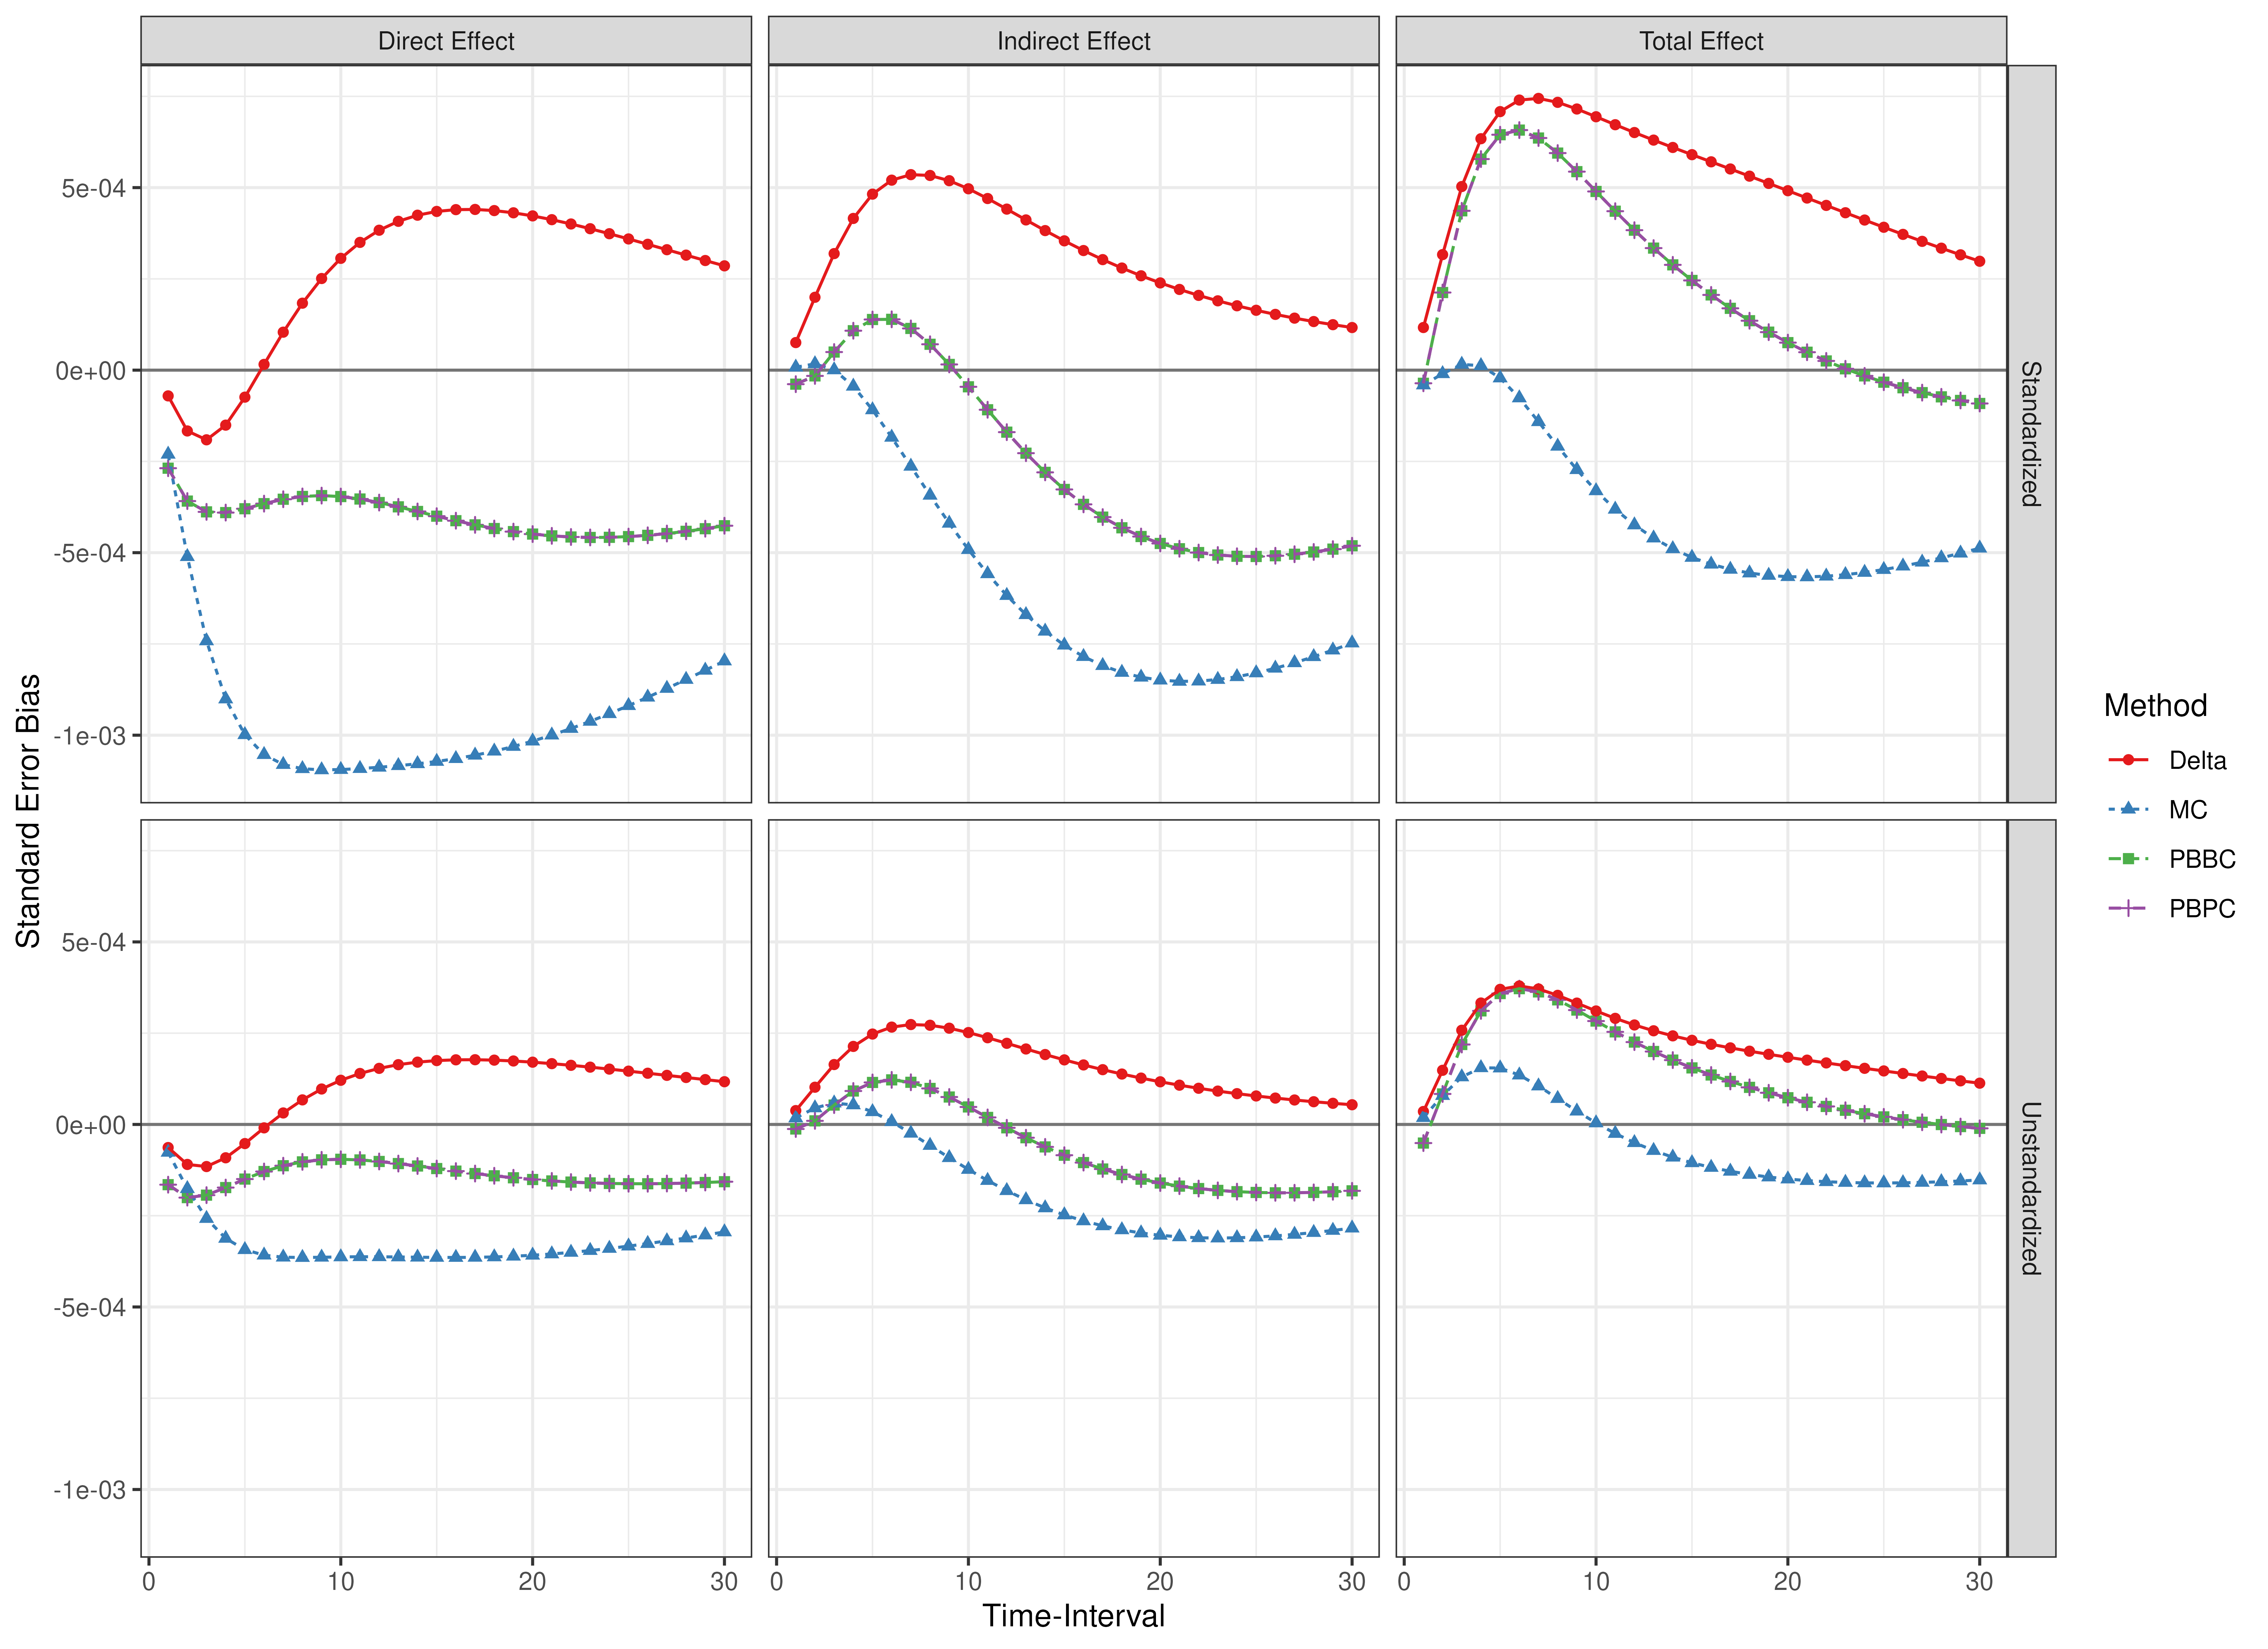 Direct Effect
Indirect Effect
Total Effect
Standardized
Unstandardized
Standard Error Bias
5e-04
0e+00
-5e-04
-1e-03
5e-04
0e+00
-5e-04
-1e-03
0 10 20 30
0 10 20 30
0 10 20 30
Time-Interval
Method
Delta
MC
PBBC
PBPC